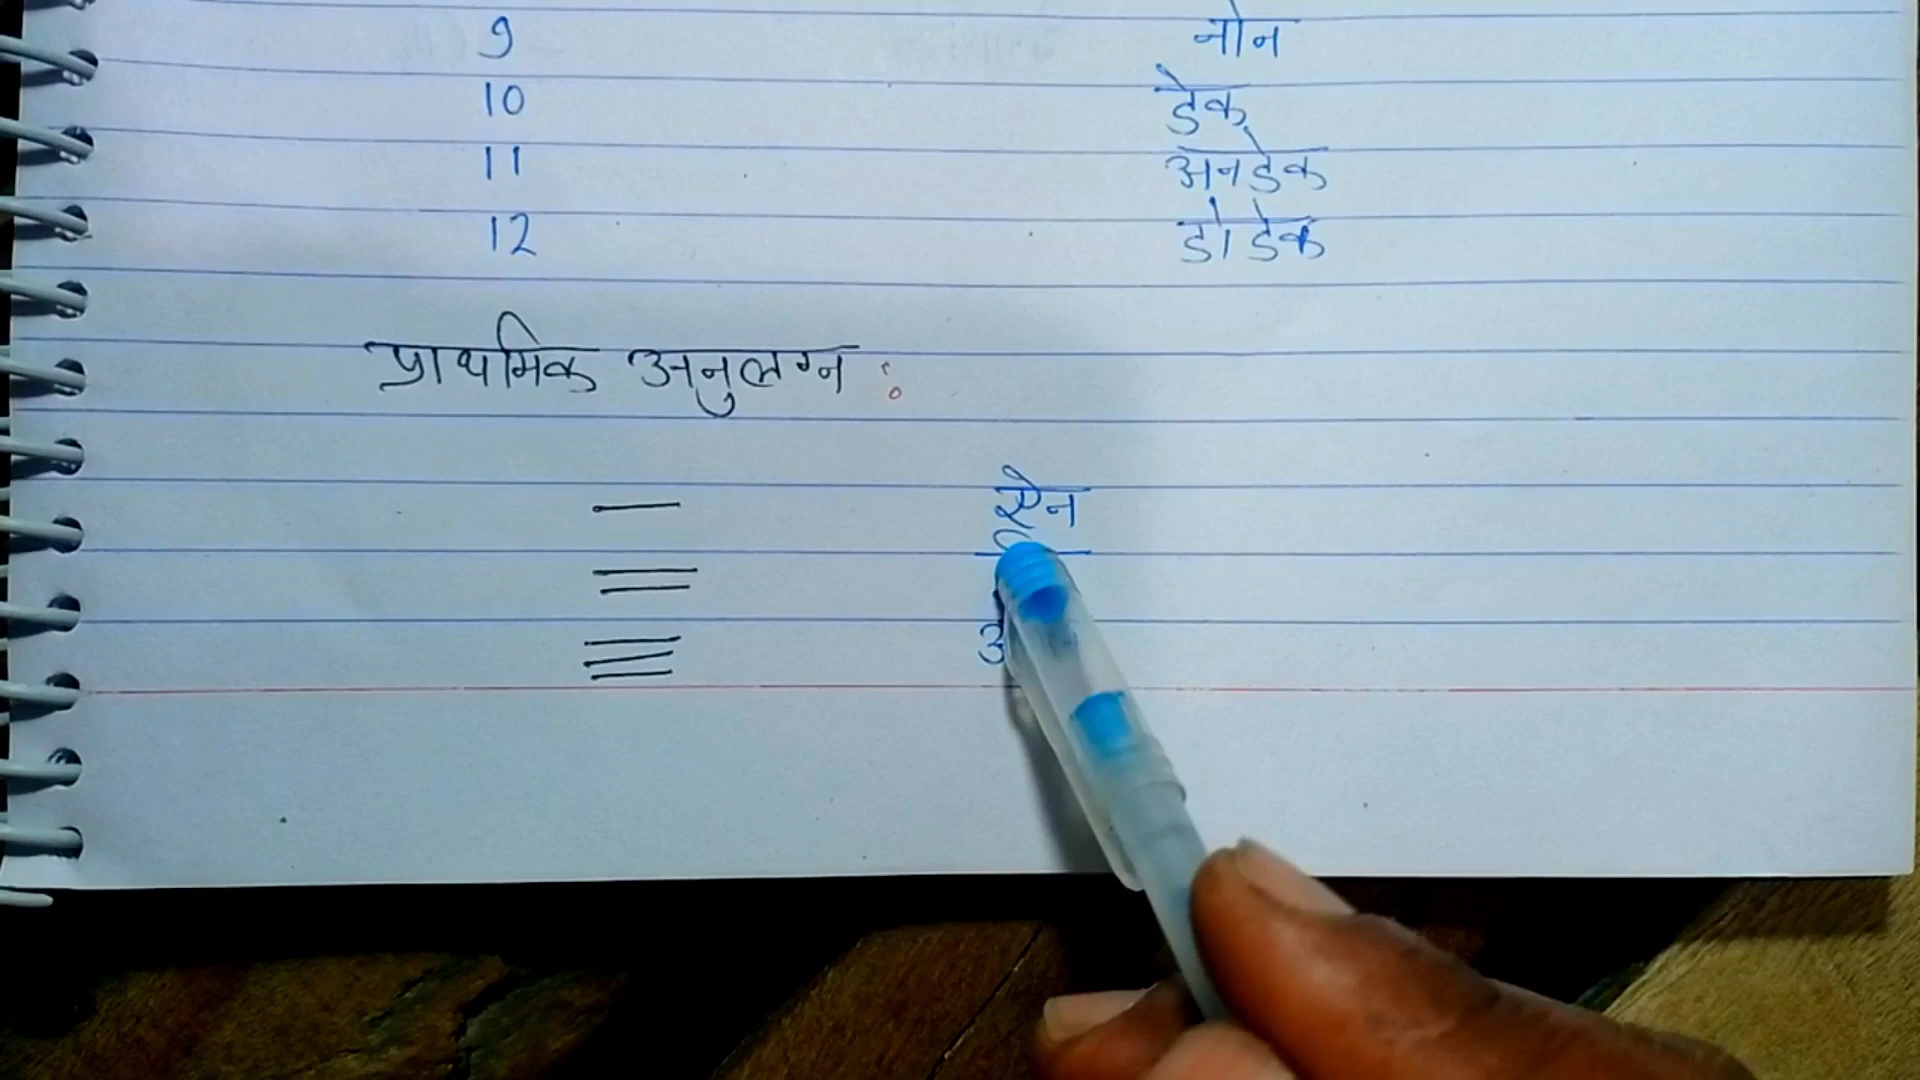 9 नोन
10 डेक
11 अनडेक
12 डोडेक
प्राथमिक अनुलग्न :
— ऐन